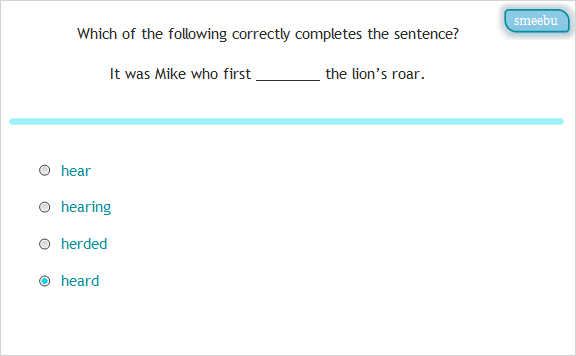 smeebu
Which of the following correctly completes the sentence?
It was Mike who first ________ the lion’s roar.
hear
hearing
herded
heard